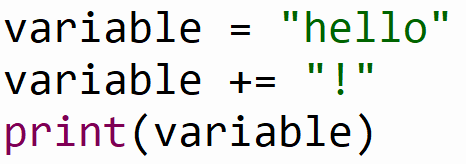 variable = "hello"
variable += "!"
print(variable)